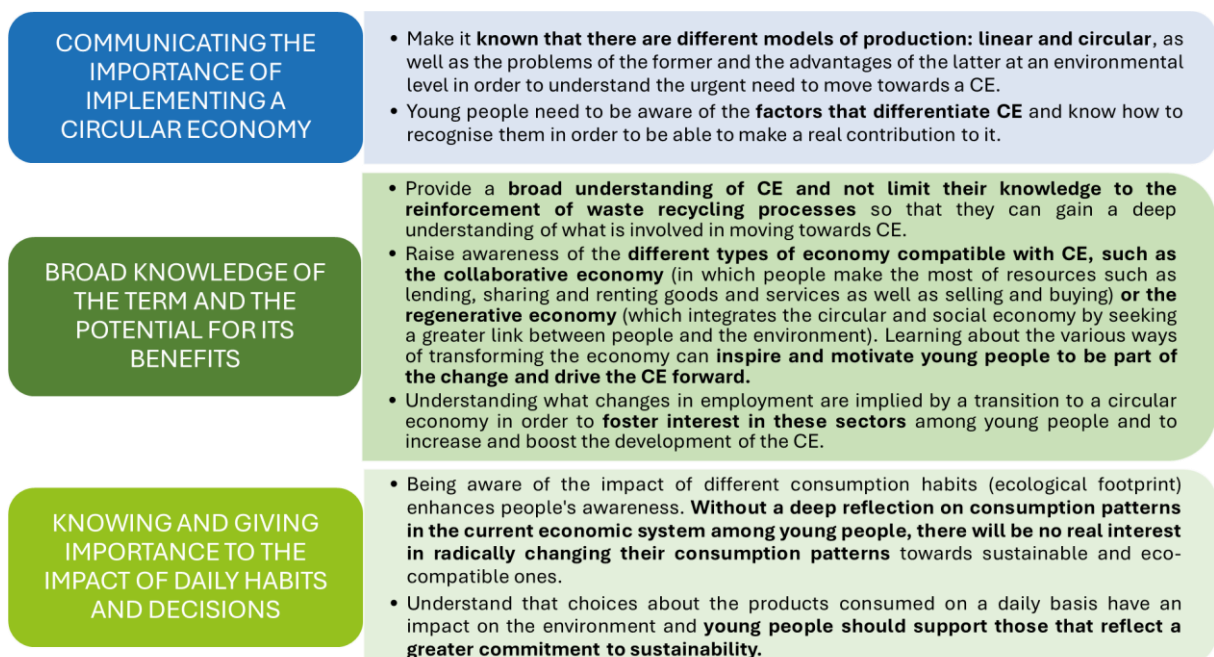 COMMUNICATING THE
IMPORTANCE OF
IMPLEMENTING A
CIRCULAR ECONOMY
• Make it known that there are different models of production: linear and circular, as
well as the problems of the former and the advantages of the latter at an environmental
level in order to understand the urgent need to move towards a CE.
• Young people need to be aware of the factors that differentiate CE and know how to
recognise them in order to be able to make a real contribution to it.
BROAD KNOWLEDGE OF
THE TERM AND THE
POTENTIAL FOR ITS
BENEFITS
• Provide a broad understanding of CE and not limit their knowledge to the
reinforcement of waste recycling processes so that they can gain a deep
understanding of what is involved in moving towards CE.
• Raise awareness of the different types of economy compatible with CE, such as
the collaborative economy (in which people make the most of resources such as
lending, sharing and renting goods and services as well as selling and buying) or the
regenerative economy (which integrates the circular and social economy by seeking
a greater link between people and the environment). Learning about the various ways
of transforming the economy can inspire and motivate young people to be part of
the change and drive the CE forward.
• Understanding what changes in employment are implied by a transition to a circular
economy in order to foster interest in these sectors among young people and to
increase and boost the development of the CE.
KNOWING AND GIVING
IMPORTANCE TO THE
IMPACT OF DAILY HABITS
AND DECISIONS
• Being aware of the impact of different consumption habits (ecological footprint)
enhances people's awareness. Without a deep reflection on consumption patterns
in the current economic system among young people, there will be no real interest
in radically changing their consumption patterns towards sustainable and eco-
compatible ones.
• Understand that choices about the products consumed on a daily basis have an
impact on the environment and young people should support those that reflect a
greater commitment to sustainability.